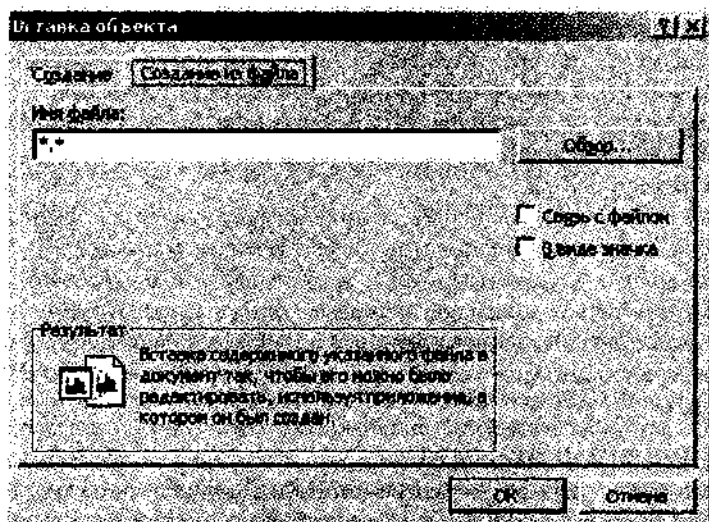 Вставка объекта
Создание Создание из файла
Имя файла:
*.*
Обзор...
Связь с файлом
В виде значка
Результат
Вставка содержимого указанного файла в
документ так, чтобы его можно было
редактировать, используя приложение, в
котором он был создан.
ОК Отмена